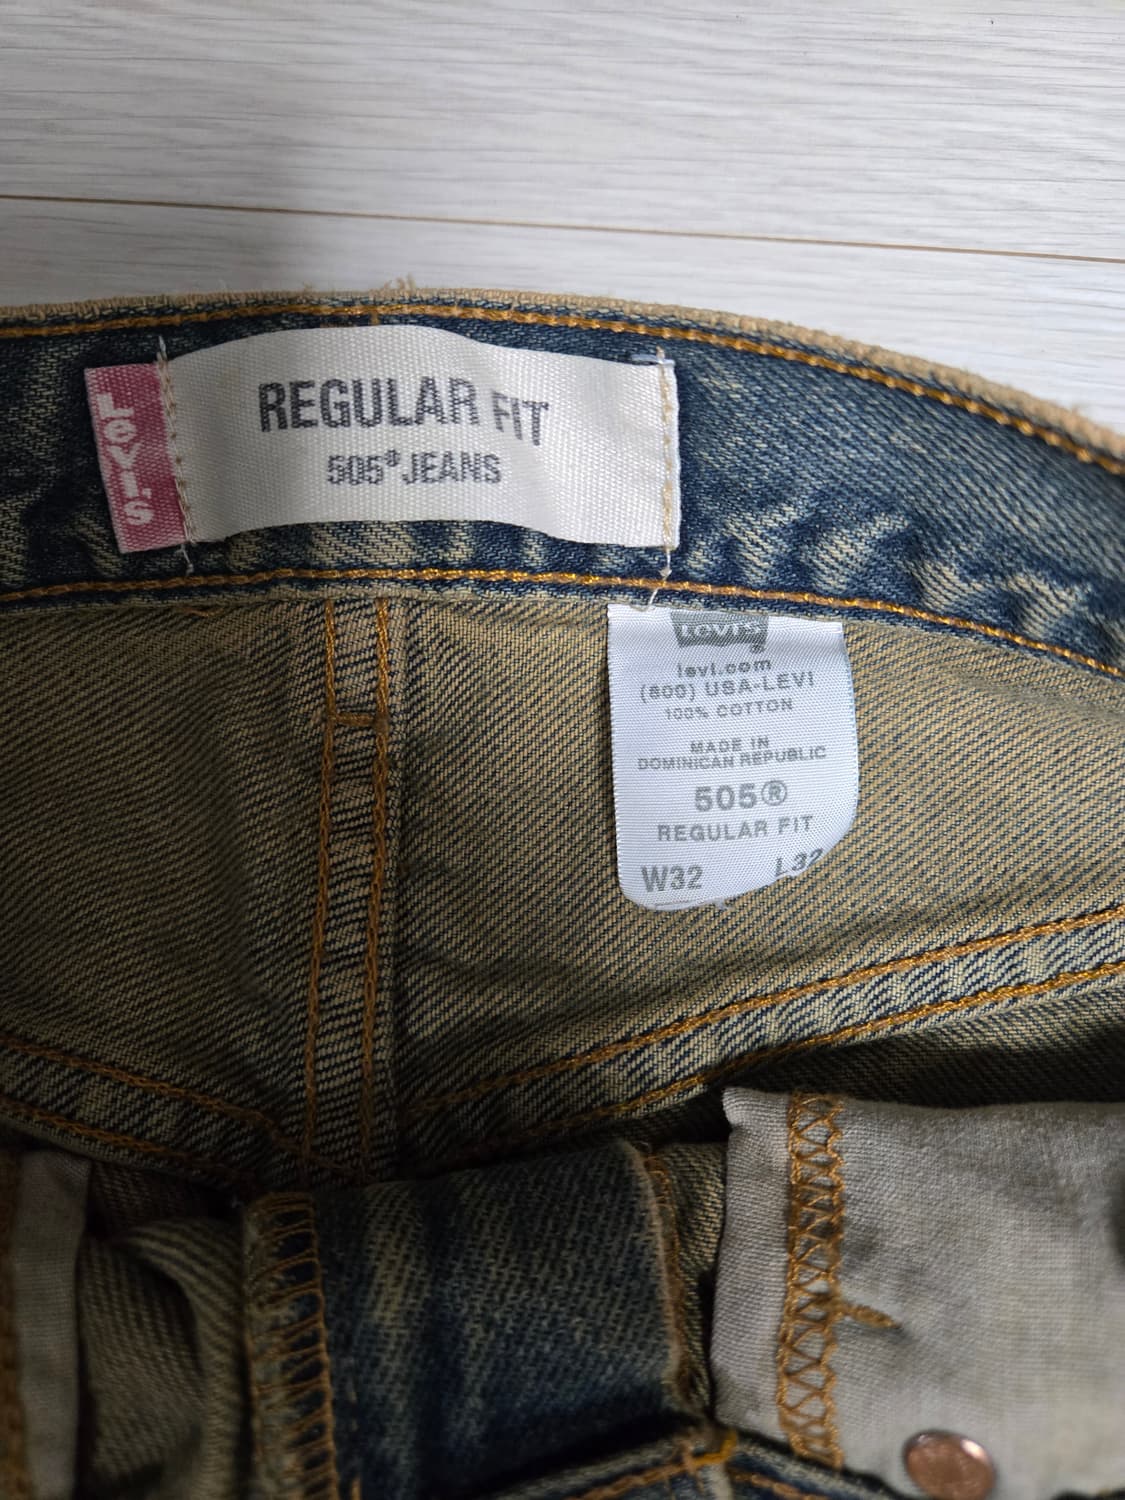 LEVI'S
REGULAR FIT
505® JEANS
Levi's®
levi.com
(800) USA-LEVI
100% COTTON
MADE IN
DOMINICAN REPUBLIC
505®
REGULAR FIT
W32 L32